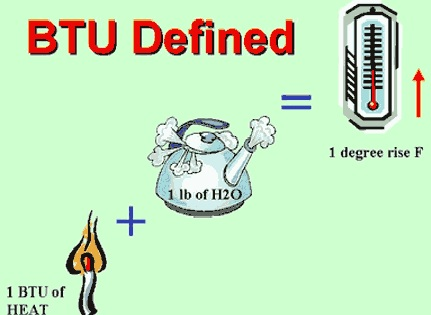 BTU Defined
=
1 degree rise F
1 lb of H2O
+
1 BTU of
HEAT